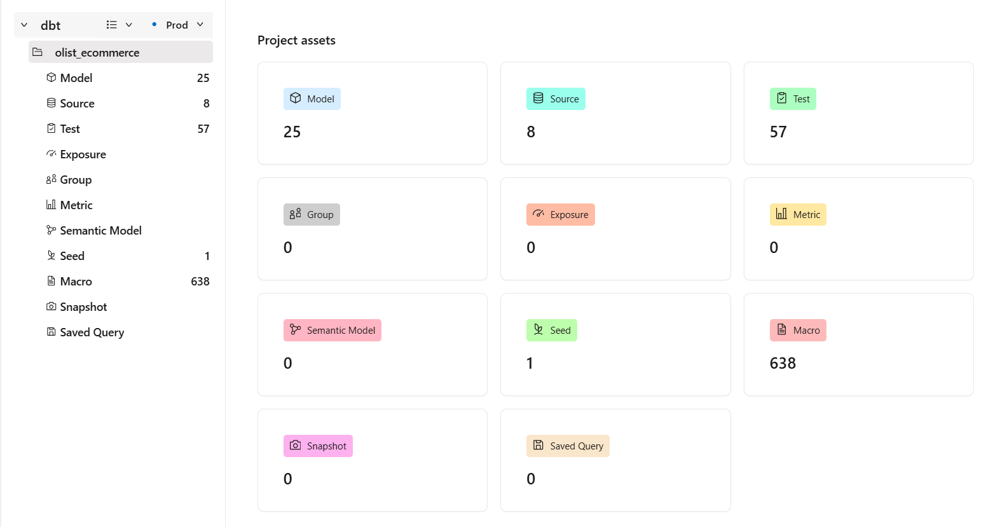 dbt Prod
olist_ecommerce
Model 25
Source 8
Test 57
Exposure
Group
Metric
Semantic Model
Seed 1
Macro 638
Snapshot
Saved Query
Project assets
Model
25
Source
8
Test
57
Group
0
Exposure
0
Metric
0
Semantic Model
0
Seed
1
Macro
638
Snapshot
0
Saved Query
0